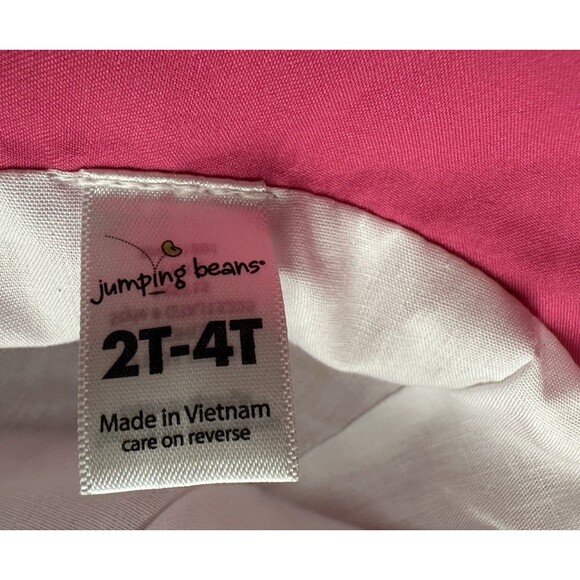 jumping beans®
2T-4T
Made in Vietnam
care on reverse